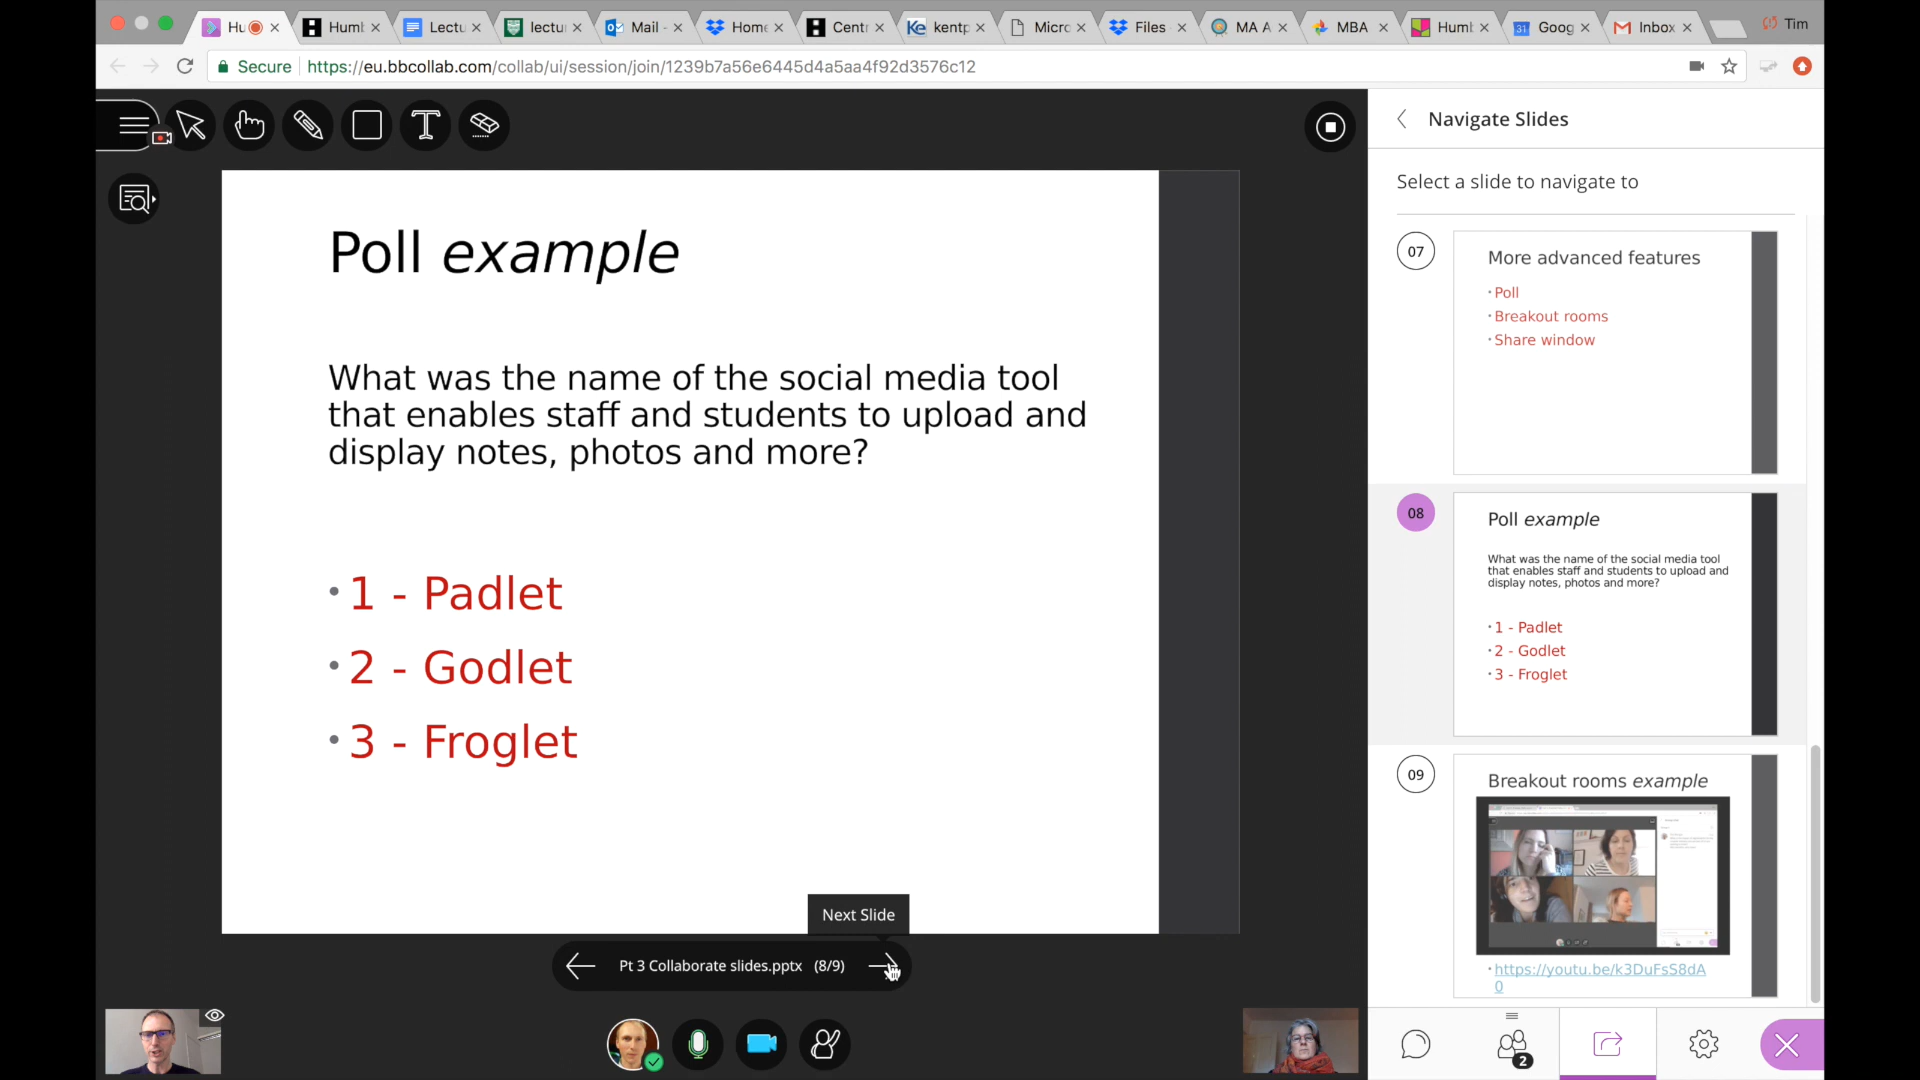 Hu
Humb
Lectu
lectu
Mail -
Home
Centr
Ke kentp
Micro
Files
MA A
MBA
Humb
31 Goog
Inbox
Tim
Secure https://eu.bbcollab.com/collab/ui/session/join/1239b7a56e6445d4a5aa4f92d3576c12
Poll example
What was the name of the social media tool
that enables staff and students to upload and
display notes, photos and more?
• 1 - Padlet
• 2 - Godlet
• 3 - Froglet
Next Slide
Pt 3 Collaborate slides.pptx (8/9)
Navigate Slides
Select a slide to navigate to
07
More advanced features
• Poll
• Breakout rooms
• Share window
08
Poll example
What was the name of the social media tool
that enables staff and students to upload and
display notes, photos and more?
• 1 - Padlet
• 2 - Godlet
• 3 - Froglet
09
Breakout rooms example
• https://youtu.be/k3DuFsS8dA
0
2